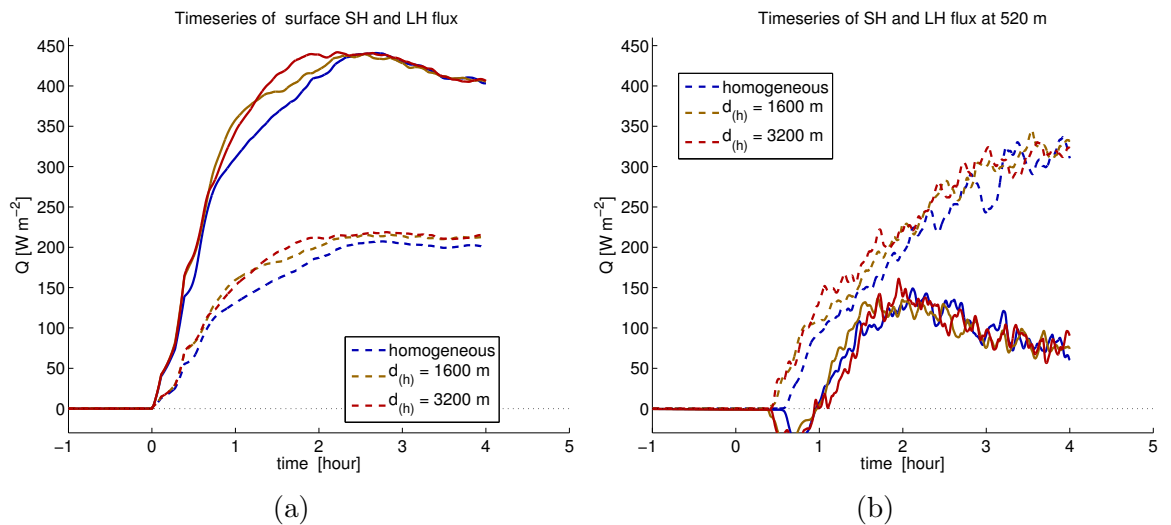 Timeseries of surface SH and LH flux
450
400
350
300
250
200
150
100
50
0
Q [W m−2]
−1 0 1 2 3 4 5
time [hour]
homogeneous
d(h) = 1600 m
d(h) = 3200 m
(a)
Timeseries of SH and LH flux at 520 m
450
400
350
300
250
200
150
100
50
0
Q [W m−2]
−1 0 1 2 3 4 5
time [hour]
homogeneous
d(h) = 1600 m
d(h) = 3200 m
(b)